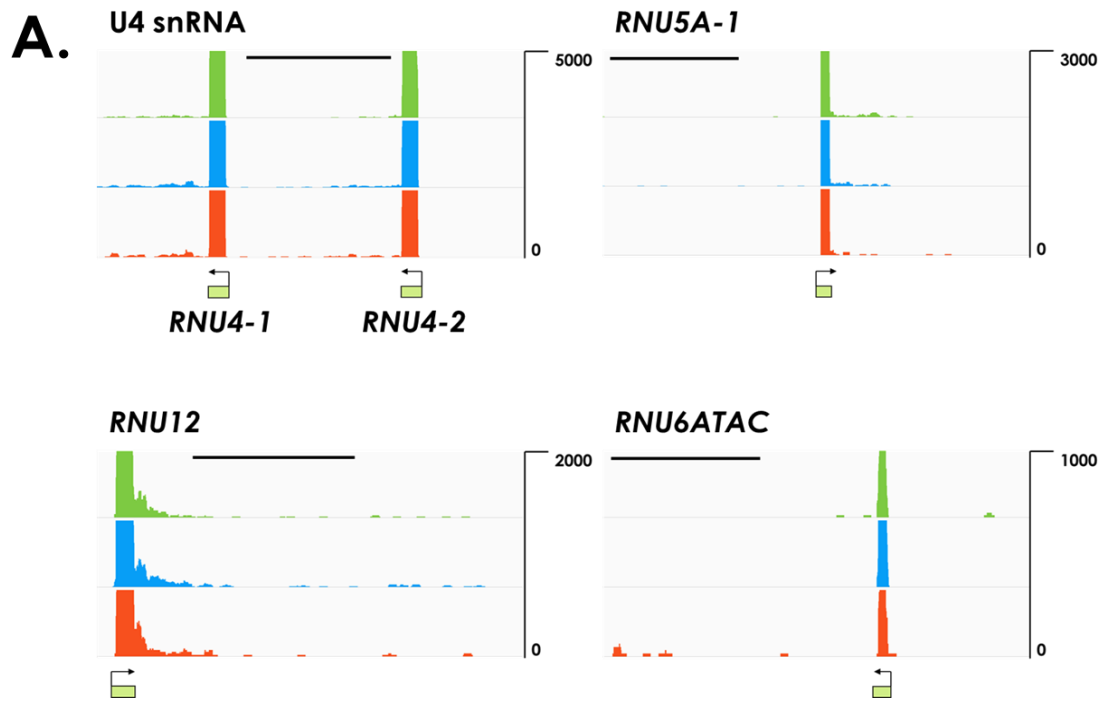 A.
U4 snRNA
5000
0
RNU4-1
RNU4-2
RNU5A-1
3000
0
RNU12
2000
0
RNU6ATAC
1000
0